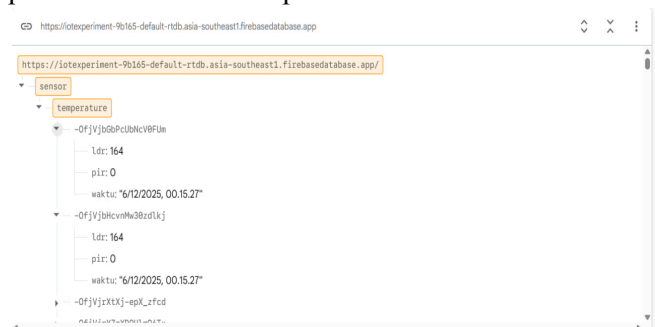 https://iotexperiment-9b165-default-rtdb.asia-southeast1.firebasedatabase.app
https://iotexperiment-9b165-default-rtdb.asia-southeast1.firebasedatabase.app/
sensor
temperature
-OfjVjbGbPcUbNcV0FUm
ldr: 164
pir: 0
waktu: "6/12/2025, 00.15.27"
-OfjVjbHcvnMw30zdlkj
ldr: 164
pir: 0
waktu: "6/12/2025, 00.15.27"
-OfjVjrXtXj-epX_zfcd